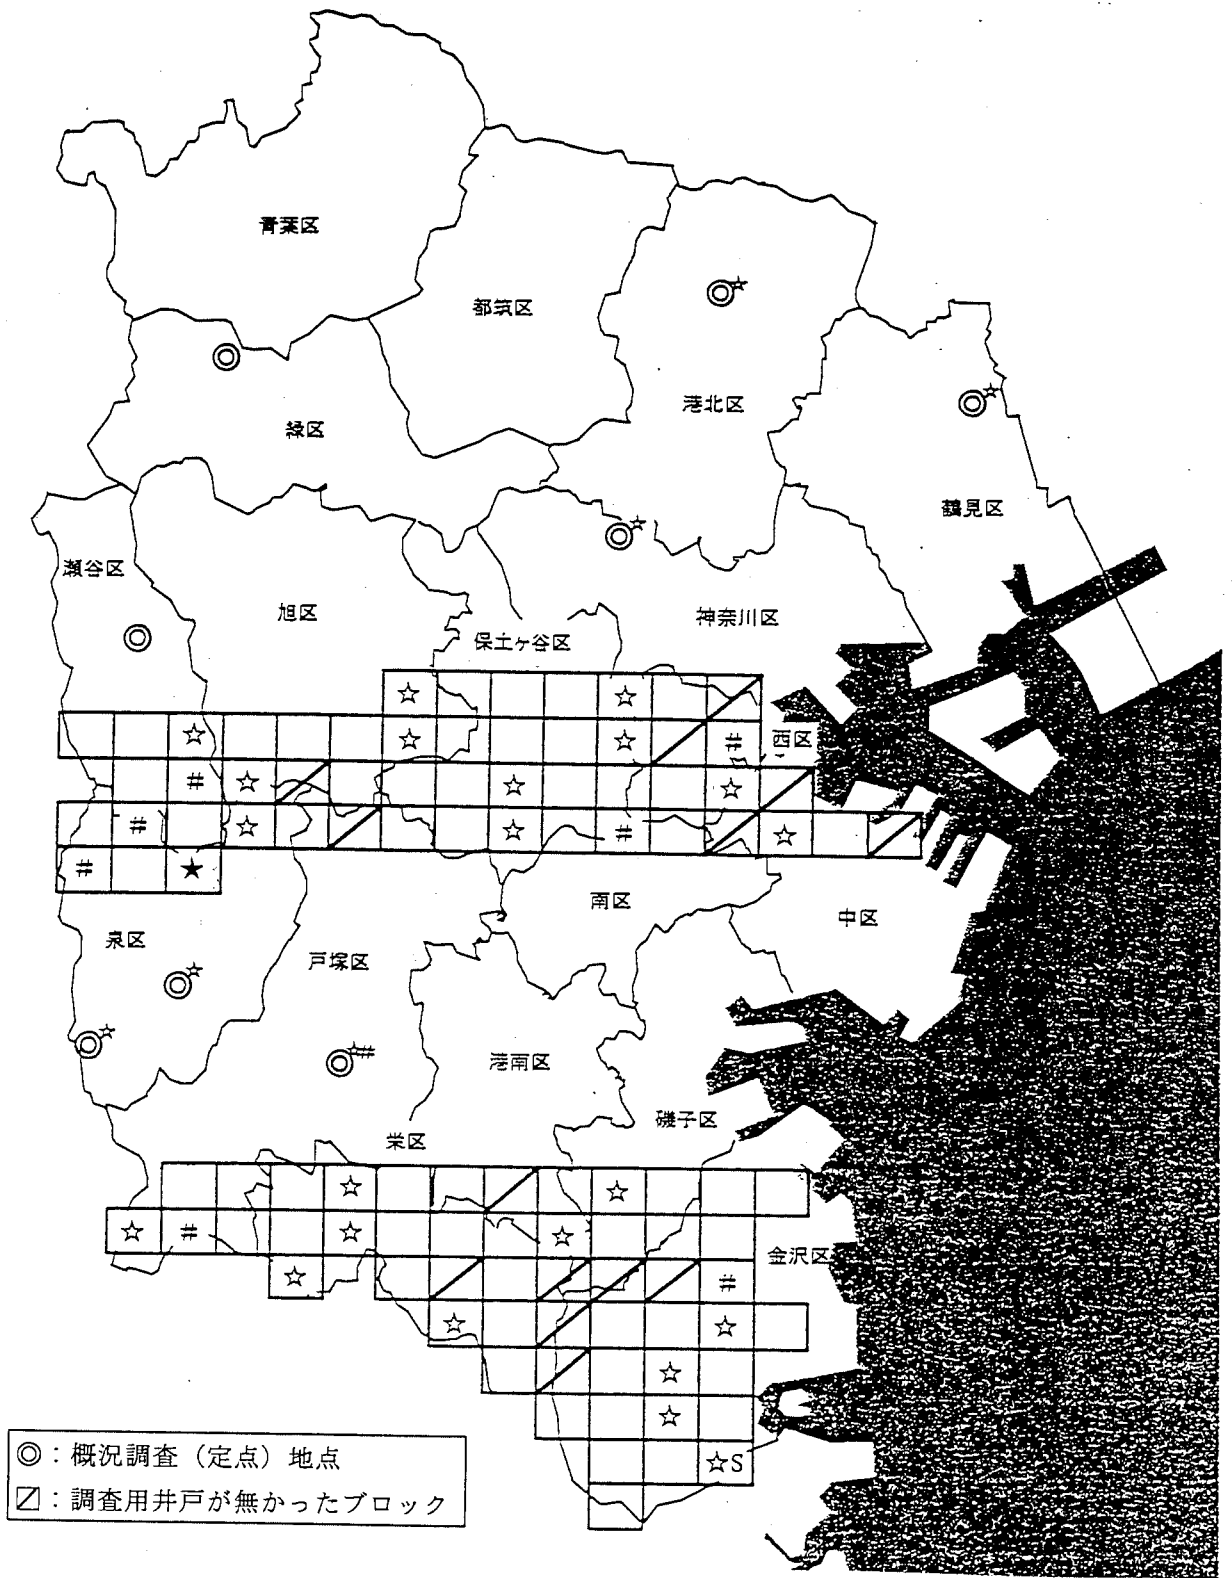 青葉区
都筑区
☆
港北区
緑区
☆
鶴見区
☆
瀬谷区
旭区
保土ヶ谷区
神奈川区
☆ ☆
☆ ☆ ☆ # 西区
# ☆ ☆ ☆
# ☆ ☆ # ☆
# ★
南区
中区
泉区
戸塚区
☆
☆
☆#
港南区
磯子区
栄区
☆ ☆
☆ # ☆ ☆
金沢区
☆ #
☆ ☆
☆
☆
☆S
◎：概況調査（定点）地点
〼：調査用井戸が無かったブロック